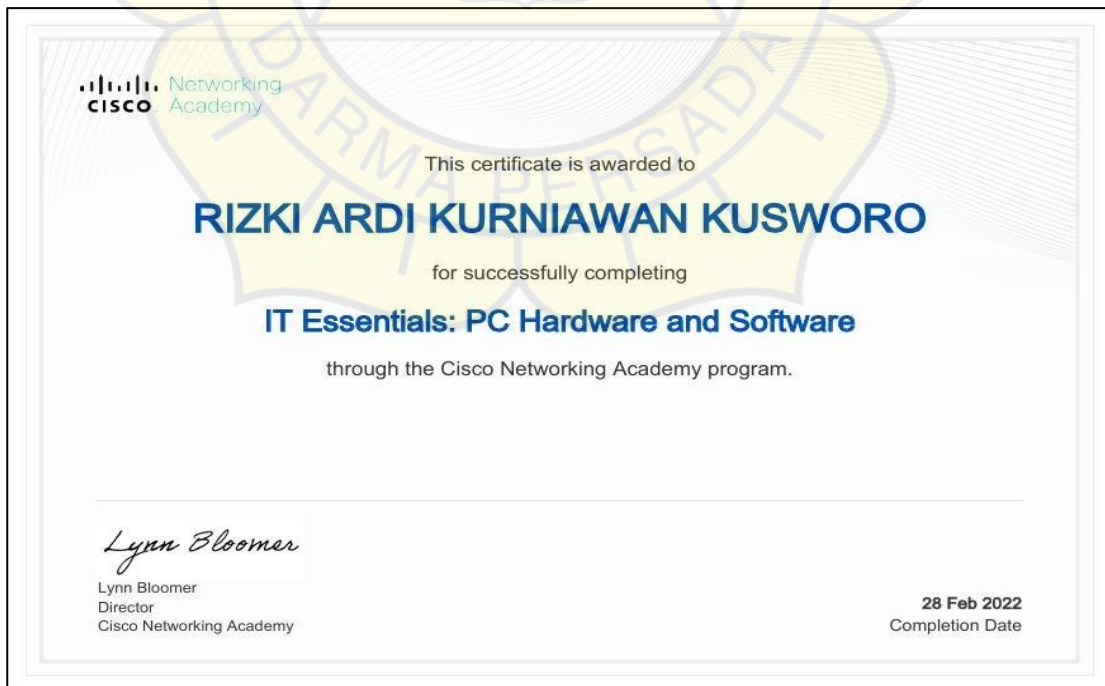 DARMA PERSADA
Networking
CISCO Academy
This certificate is awarded to
RIZKI ARDI KURNIAWAN KUSWORO
for successfully completing
IT Essentials: PC Hardware and Software
through the Cisco Networking Academy program.
Lynn Bloomer
Lynn Bloomer
Director
Cisco Networking Academy
28 Feb 2022
Completion Date